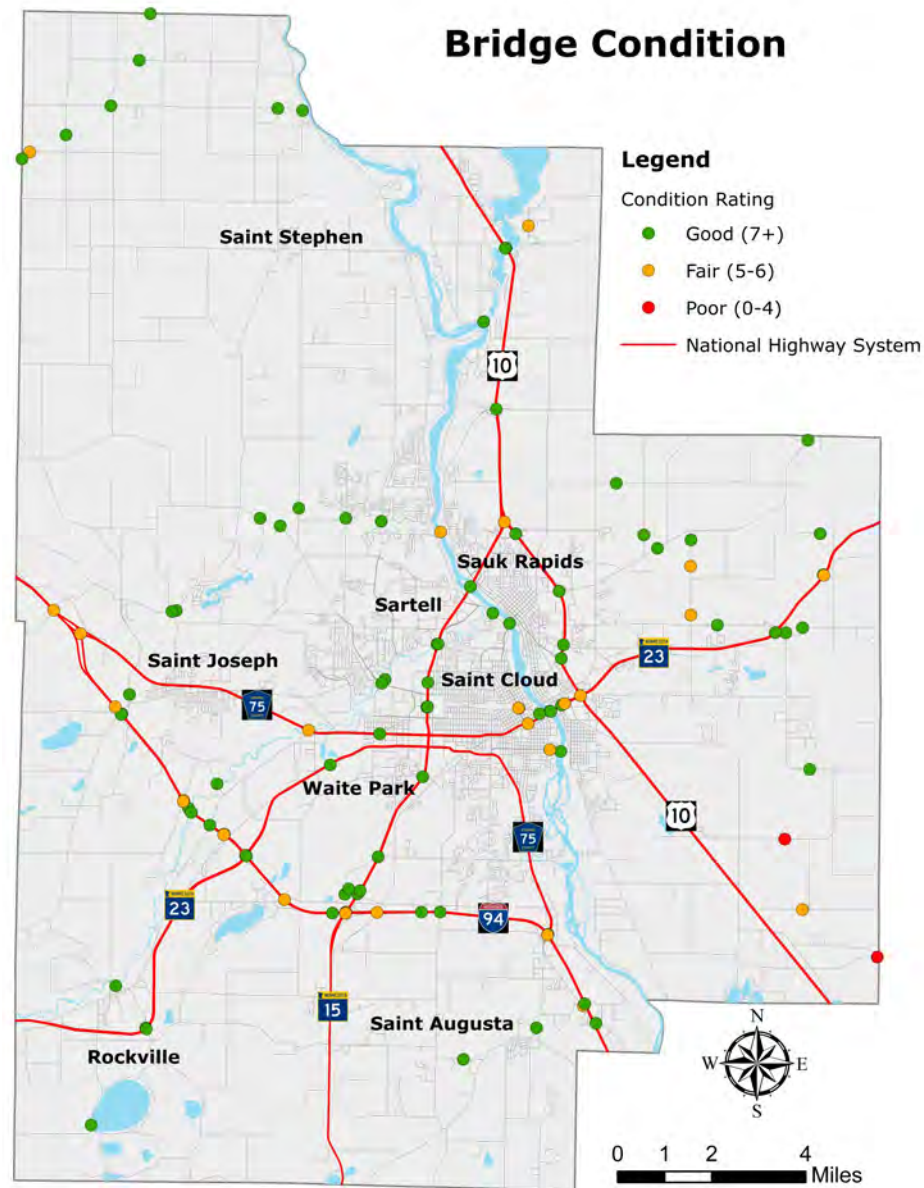 Bridge Condition
Legend
Condition Rating
Good (7+)
Fair (5-6)
Poor (0-4)
National Highway System
Saint Stephen
10
Sauk Rapids
Sartell
23
Saint Joseph
Saint Cloud
75
Waite Park
10
75
23
94
15
Saint Augusta
Rockville
N
W
E
S
0 1 2 4
Miles